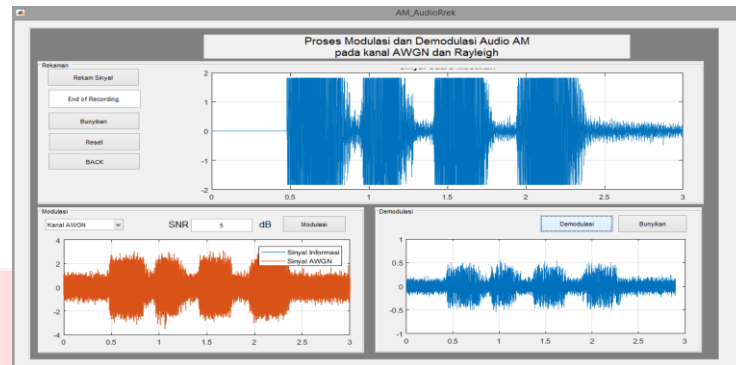 AM_AudioRrek
Proses Modulasi dan Demodulasi Audio AM
pada kanal AWGN dan Rayleigh
Rekaman
Rekam Sinyal
End of Recording.
Bunyikan
Reset
BACK
2
1
0
-1
-2
0 0.5 1 1.5 2 2.5 3
Modulasi
Kanal AWGN SNR 5 dB Modulasi
Sinyal Informasi
Sinyal AWGN
4
2
0
-2
-4
0 0.5 1 1.5 2 2.5 3
Demodulasi
Demodulasi Bunyikan
1
0.5
0
-0.5
-1
0 0.5 1 1.5 2 2.5 3